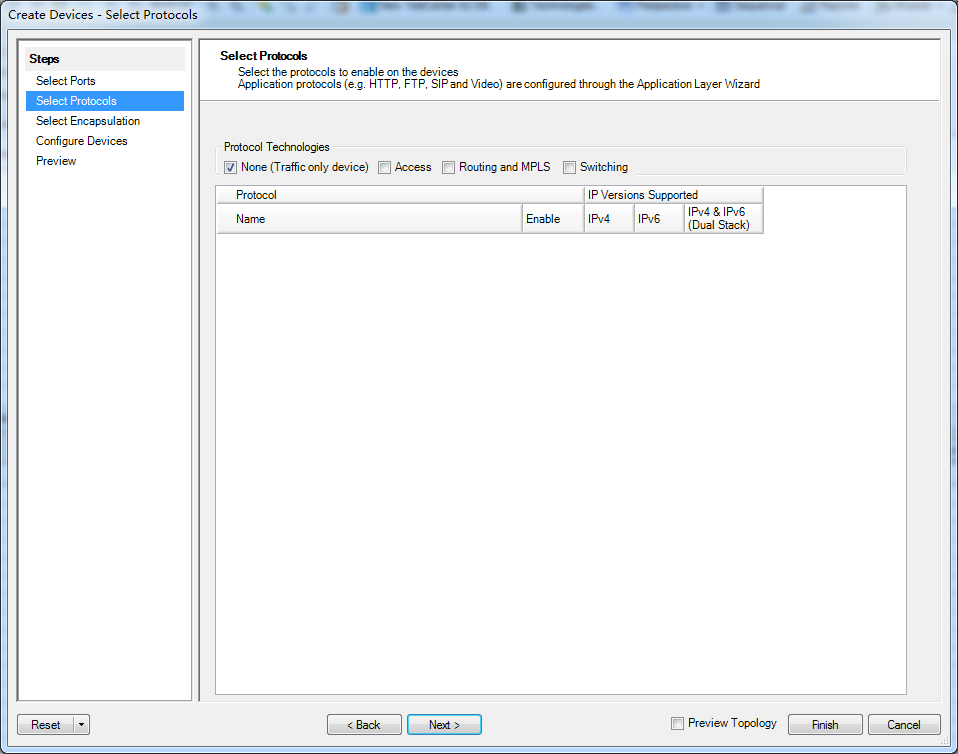 Create Devices - Select Protocols
Steps
Select Ports
Select Protocols
Select Encapsulation
Configure Devices
Preview
Select Protocols
Select the protocols to enable on the devices
Application protocols (e.g. HTTP, FTP, SIP and Video) are configured through the Application Layer Wizard
Protocol Technologies
None (Traffic only device) Access Routing and MPLS Switching
Protocol IP Versions Supported
Name Enable IPv4 IPv6 IPv4 & IPv6
(Dual Stack)
Reset < Back Next > Preview Topology Finish Cancel